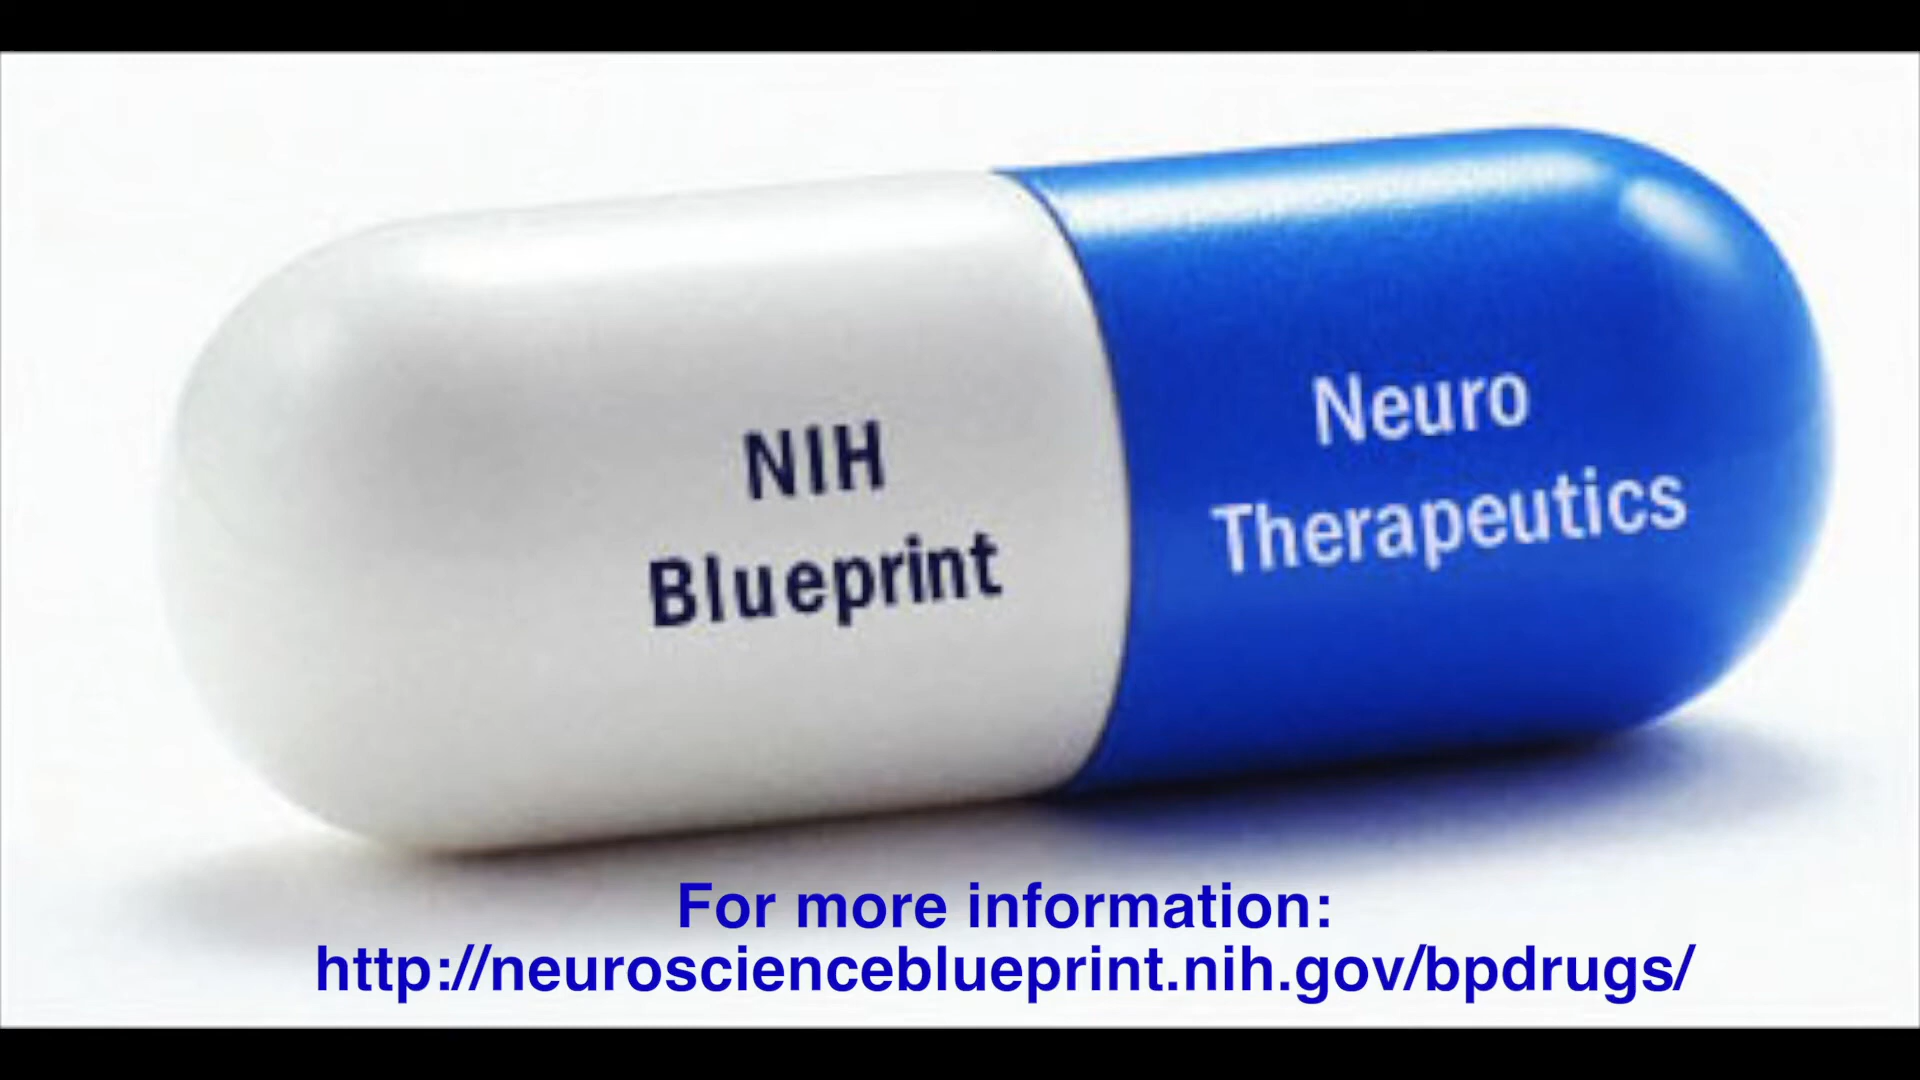 NIH
Blueprint
Neuro
Therapeutics
For more information:
http://neuroscienceblueprint.nih.gov/bpdrugs/